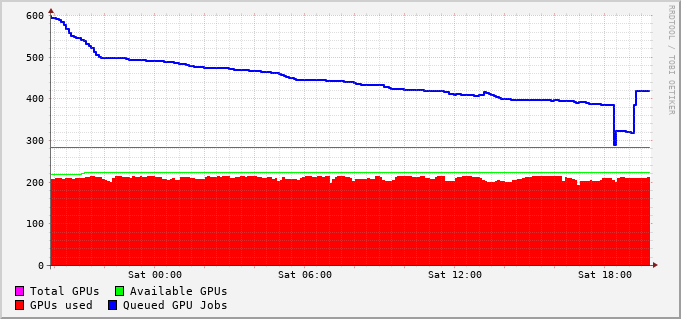 600
500
400
300
200
100
0
Sat 00:00 Sat 06:00 Sat 12:00 Sat 18:00
Total GPUs Available GPUs
GPUs used Queued GPU Jobs
RRDTOOL / TOBI OETIKER